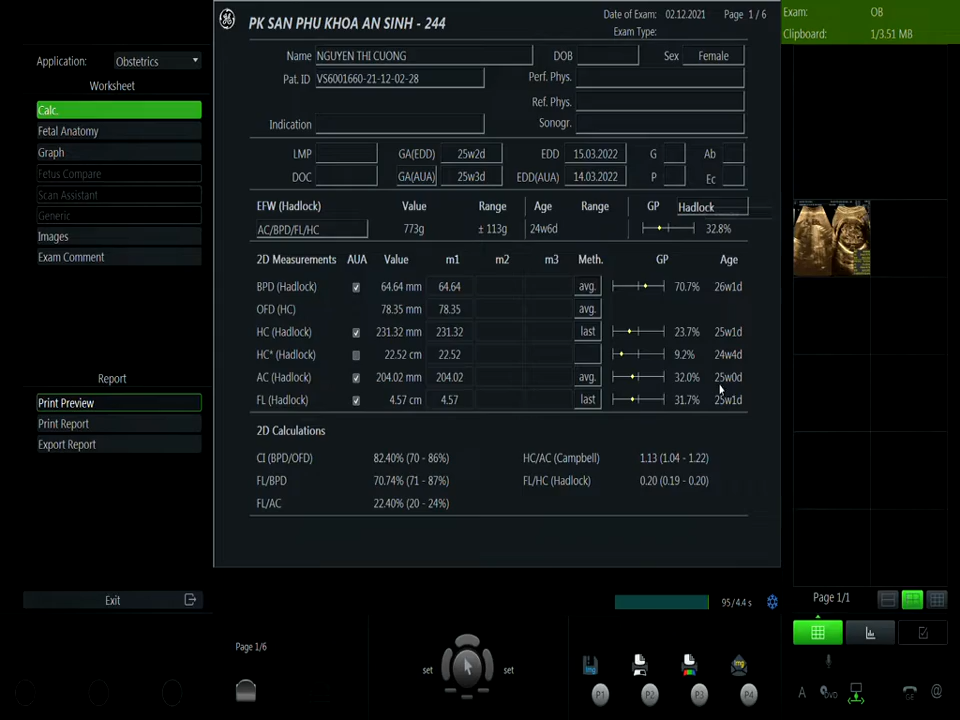 PK SAN PHU KHOA AN SINH - 244
Date of Exam: 02.12.2021 Page 1 / 6
Exam Type:
Exam: OB
Clipboard: 1/3.51 MB
Application: Obstetrics
Worksheet
Calc.
Fetal Anatomy
Graph
Fetus Compare
Scan Assistant
Generic
Images
Exam Comment
Report
Print Preview
Print Report
Export Report
Exit
Name NGUYEN THI CUONG DOB Sex Female
Pat. ID VS6001660-21-12-02-28 Perf. Phys.
Ref. Phys.
Indication Sonogr.
LMP GA(EDD) 25w2d EDD 15.03.2022 G Ab
DOC GA(AUA) 25w3d EDD(AUA) 14.03.2022 P Ec
EFW (Hadlock) Value Range Age Range GP Hadlock
AC/BPD/FL/HC 773g ± 113g 24w6d 32.8%
2D Measurements AUA Value m1 m2 m3 Meth. GP Age
BPD (Hadlock) 64.64 mm 64.64 avg. 70.7% 26w1d
OFD (HC) 78.35 mm 78.35 avg.
HC (Hadlock) 231.32 mm 231.32 last 23.7% 25w1d
HC* (Hadlock) 22.52 cm 22.52 9.2% 24w4d
AC (Hadlock) 204.02 mm 204.02 avg. 32.0% 25w0d
FL (Hadlock) 4.57 cm 4.57 last 31.7% 25w1d
2D Calculations
CI (BPD/OFD) 82.40% (70 - 86%) HC/AC (Campbell) 1.13 (1.04 - 1.22)
FL/BPD 70.74% (71 - 87%) FL/HC (Hadlock) 0.20 (0.19 - 0.20)
FL/AC 22.40% (20 - 24%)
95/4.4 s
Page 1/1
Page 1/6
set set
P1 P2 P3 P4
A DVD @